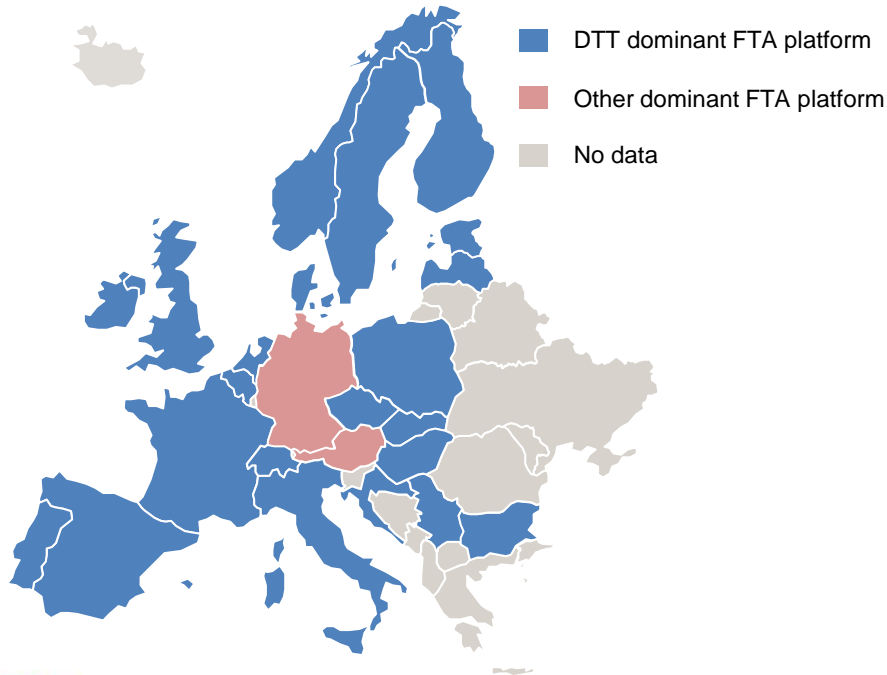 DTT dominant FTA platform
Other dominant FTA platform
No data